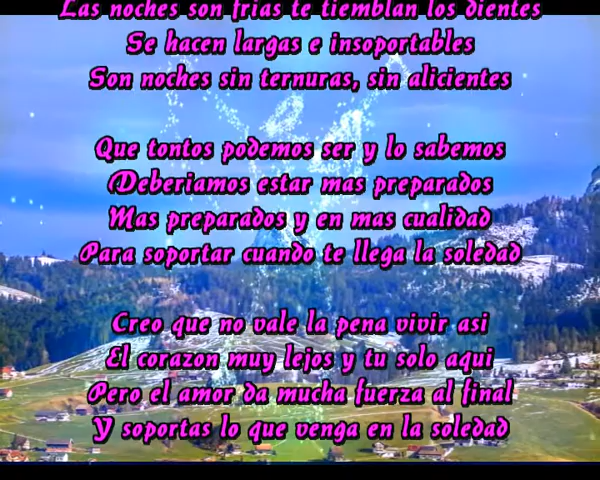 Las noches son frias te tiemblan los dientes
Se hacen largas e insoportables
Son noches sin ternuras, sin alicientes
Que tontos podemos ser y lo sabemos
Deberiamos estar mas preparados
Mas preparados y en mas cualidad
Para soportar cuando te llega la soledad
Creo que no vale la pena vivir asi
El corazon muy lejos y tu solo aqui
Pero el amor da mucha fuerza al final
Y soportas lo que venga en la soledad